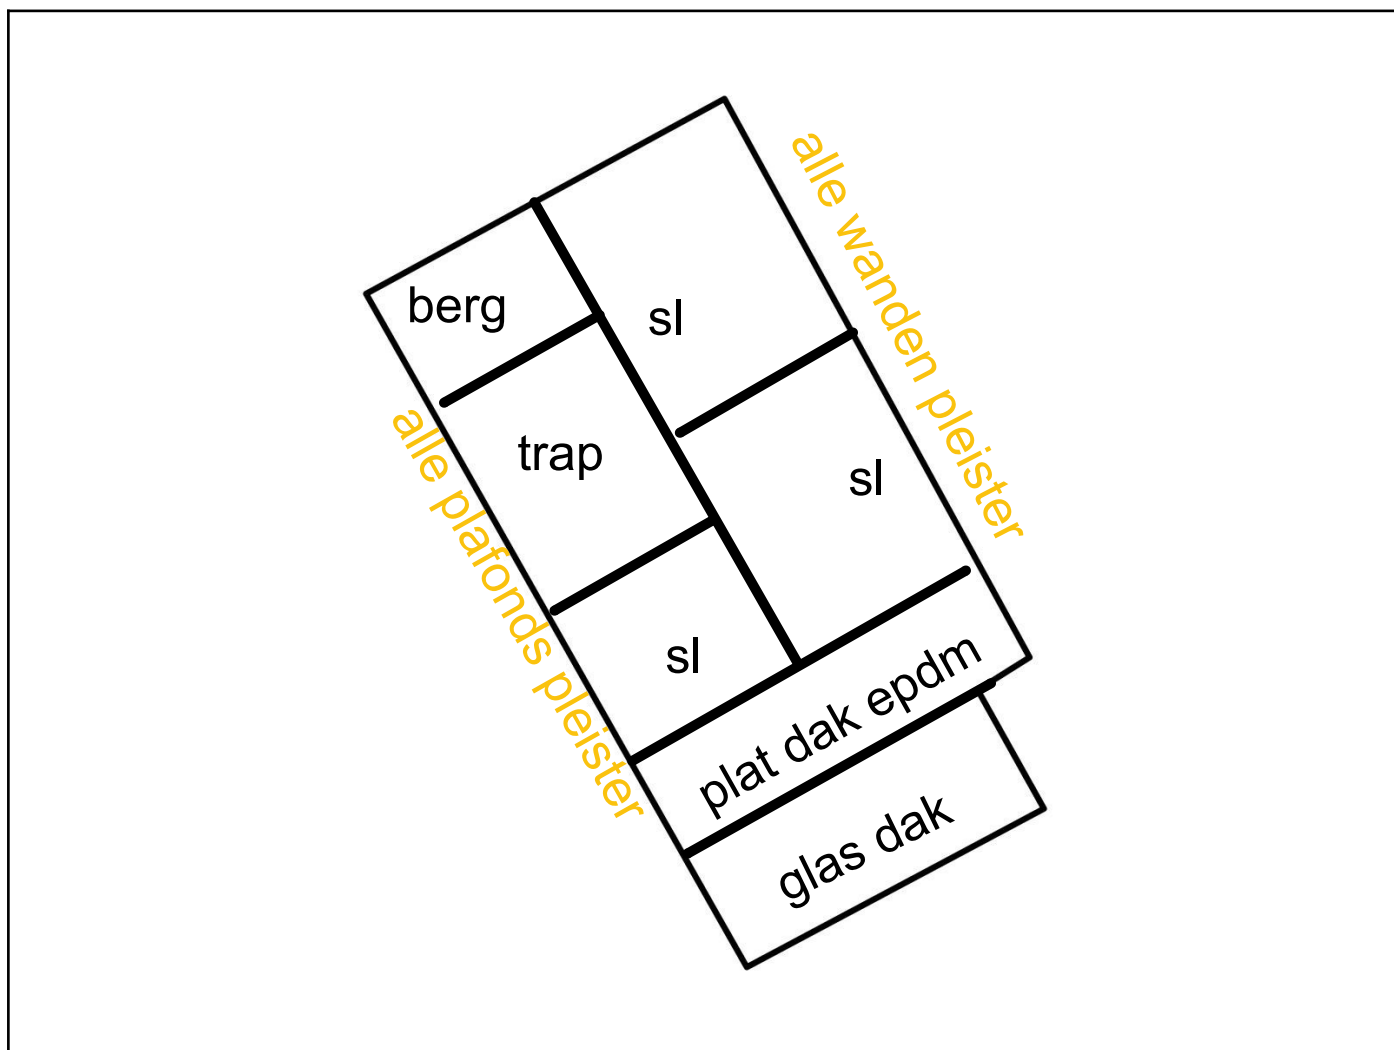 alle wanden pleister
berg
sl
trap
sl
alle plafonds pleister
sl
plat dak epdm
glas dak